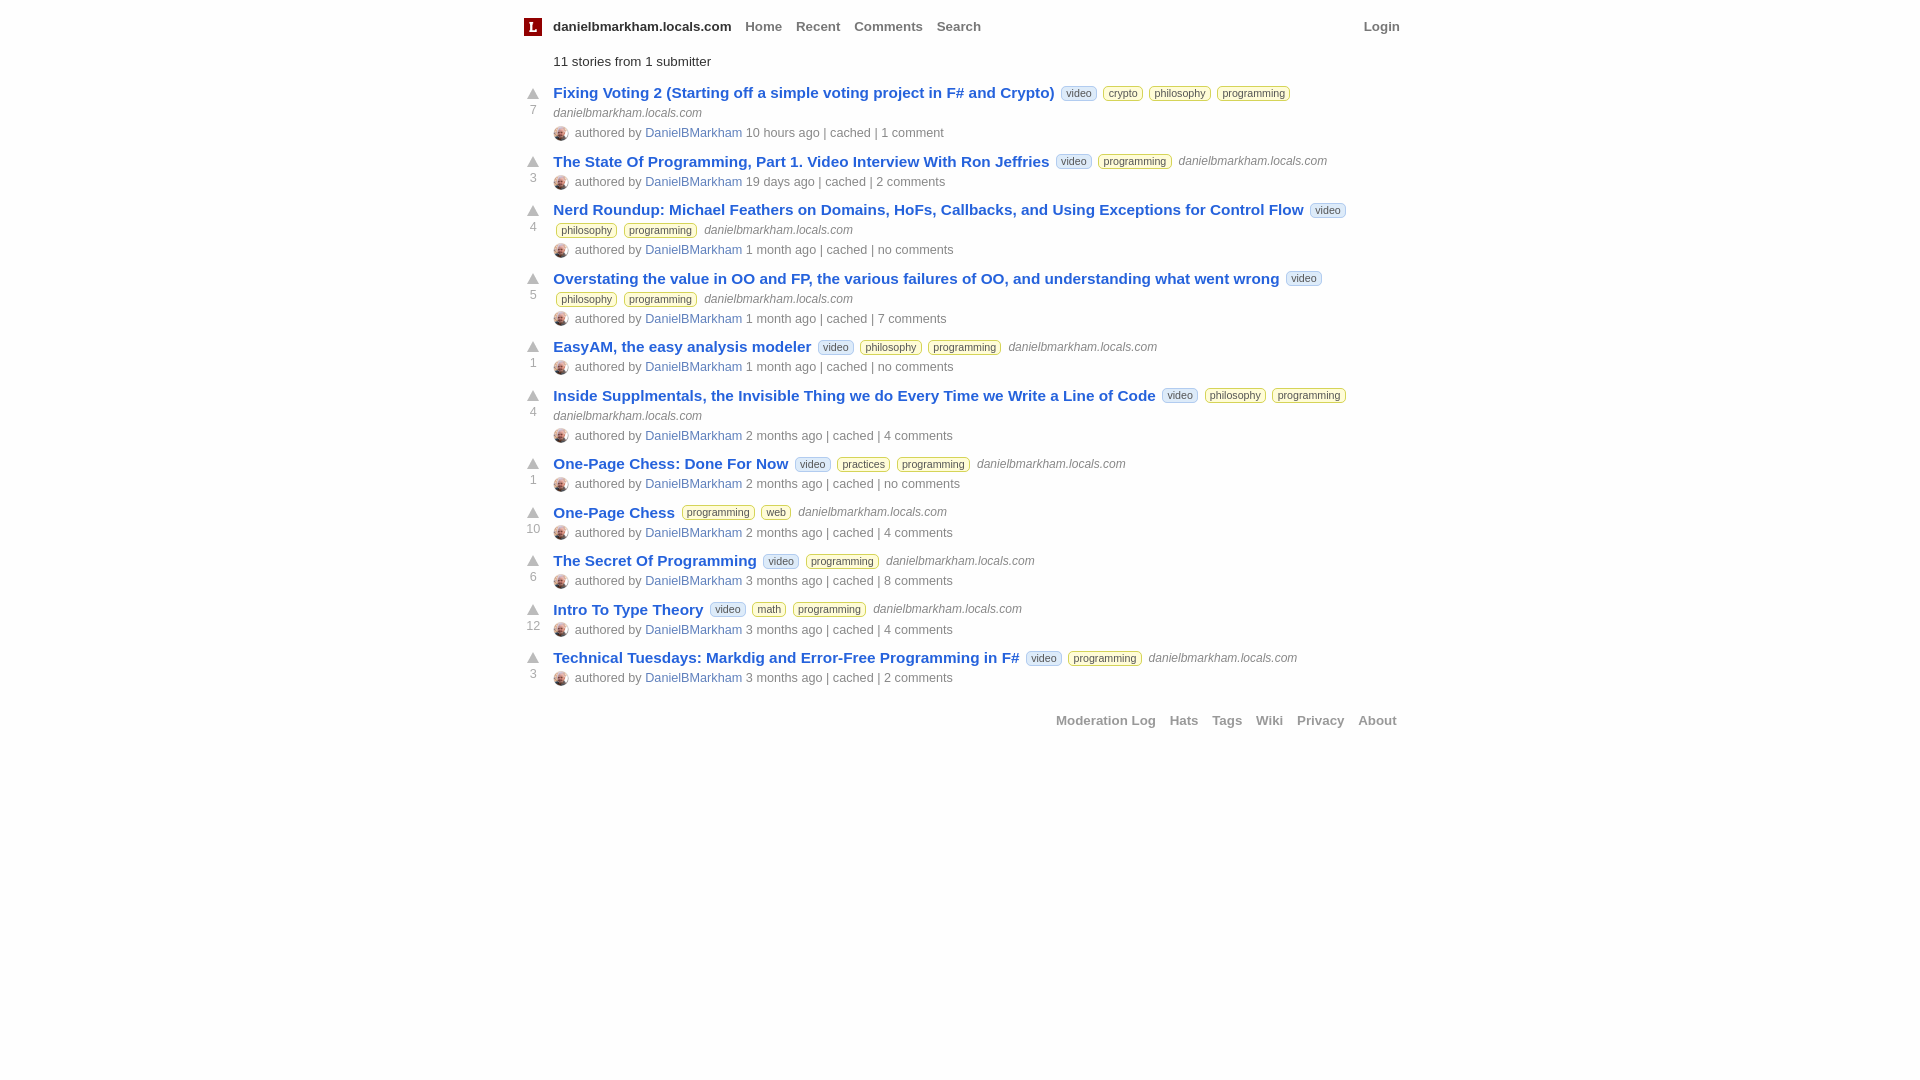 L danielbmarkham.locals.com Home Recent Comments Search Login
11 stories from 1 submitter
Fixing Voting 2 (Starting off a simple voting project in F# and Crypto) video crypto philosophy programming
7
danielbmarkham.locals.com
authored by DanielBMarkham 10 hours ago | cached | 1 comment
The State Of Programming, Part 1. Video Interview With Ron Jeffries video programming danielbmarkham.locals.com
3
authored by DanielBMarkham 19 days ago | cached | 2 comments
Nerd Roundup: Michael Feathers on Domains, HoFs, Callbacks, and Using Exceptions for Control Flow video
4
philosophy programming danielbmarkham.locals.com
authored by DanielBMarkham 1 month ago | cached | no comments
Overstating the value in OO and FP, the various failures of OO, and understanding what went wrong video
5
philosophy programming danielbmarkham.locals.com
authored by DanielBMarkham 1 month ago | cached | 7 comments
EasyAM, the easy analysis modeler video philosophy programming danielbmarkham.locals.com
1
authored by DanielBMarkham 1 month ago | cached | no comments
Inside Supplmentals, the Invisible Thing we do Every Time we Write a Line of Code video philosophy programming
4
danielbmarkham.locals.com
authored by DanielBMarkham 2 months ago | cached | 4 comments
One-Page Chess: Done For Now video practices programming danielbmarkham.locals.com
1
authored by DanielBMarkham 2 months ago | cached | no comments
One-Page Chess programming web danielbmarkham.locals.com
10
authored by DanielBMarkham 2 months ago | cached | 4 comments
The Secret Of Programming video programming danielbmarkham.locals.com
6
authored by DanielBMarkham 3 months ago | cached | 8 comments
Intro To Type Theory video math programming danielbmarkham.locals.com
12
authored by DanielBMarkham 3 months ago | cached | 4 comments
Technical Tuesdays: Markdig and Error-Free Programming in F# video programming danielbmarkham.locals.com
3
authored by DanielBMarkham 3 months ago | cached | 2 comments
Moderation Log Hats Tags Wiki Privacy About